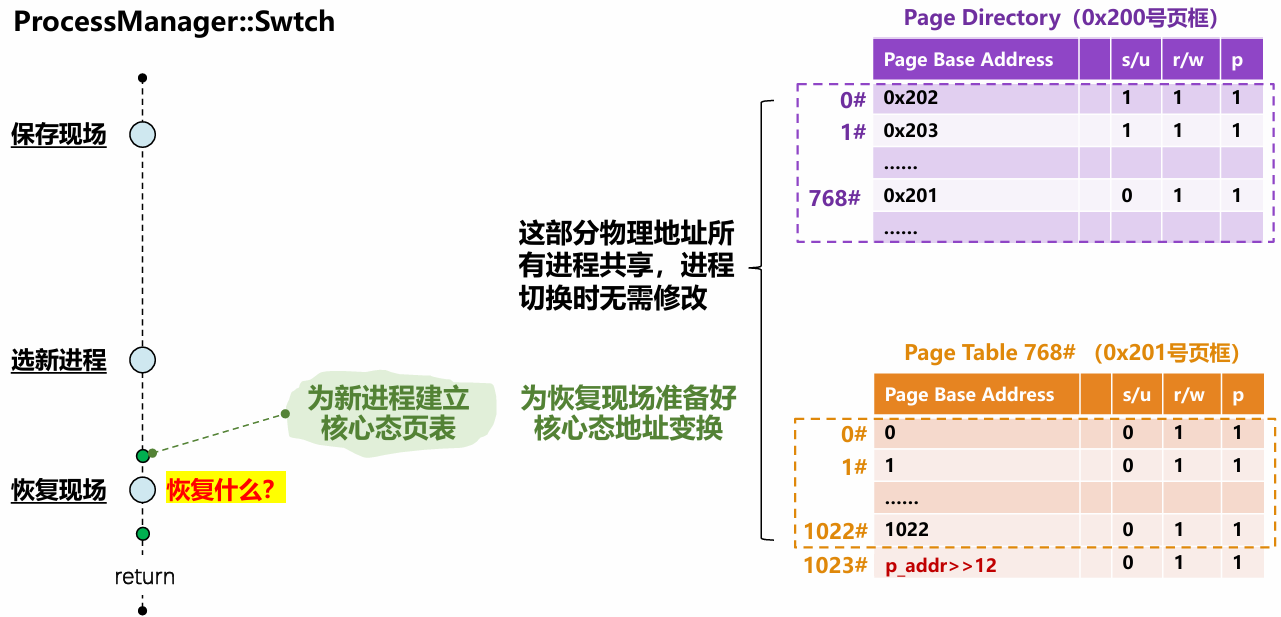 ProcessManager::Swtch
保存现场
选新进程
为新进程建立
核心态页表
为恢复现场准备好
核心态地址变换
恢复现场
恢复什么？
return
这部分物理地址所
有进程共享，进程
切换时无需修改
Page Directory（0x200号页框）
Page Base Address s/u r/w p
0# 0x202 1 1 1
1# 0x203 1 1 1
……
768# 0x201 0 1 1
……
Page Table 768# （0x201号页框）
Page Base Address s/u r/w p
0# 0 0 1 1
1# 1 0 1 1
……
1022# 1022 0 1 1
1023# p_addr>>12 0 1 1